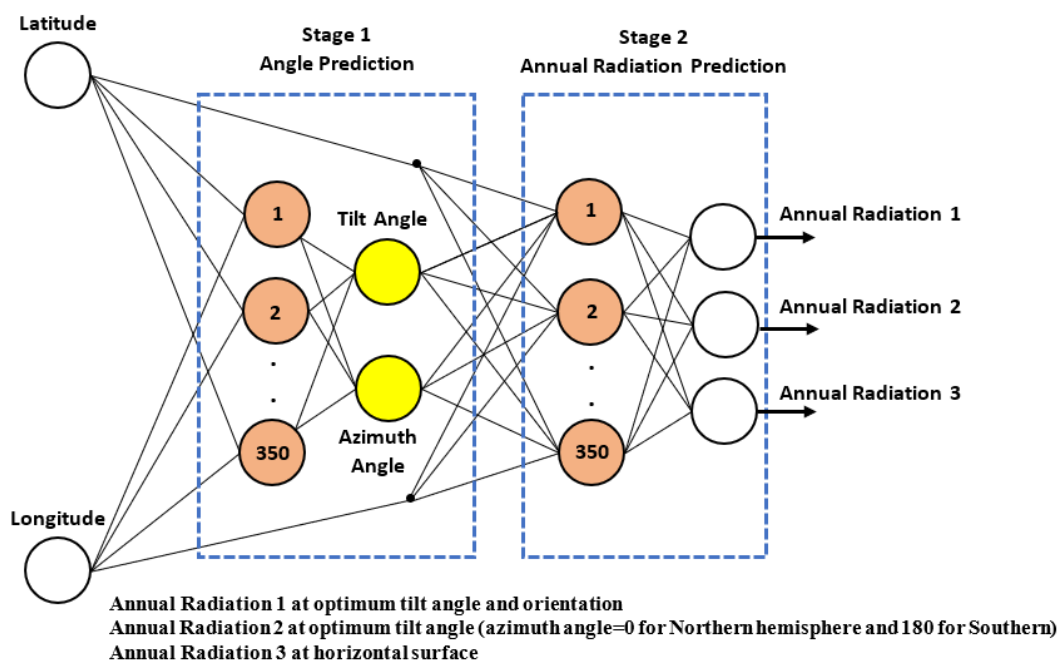 Latitude
Stage 1
Angle Prediction
Stage 2
Annual Radiation Prediction
1
Tilt Angle
1
Annual Radiation 1
2
2
Annual Radiation 2
.
.
.
.
Annual Radiation 3
350
Azimuth
Angle
350
Longitude
Annual Radiation 1 at optimum tilt angle and orientation
Annual Radiation 2 at optimum tilt angle (azimuth angle=0 for Northern hemisphere and 180 for Southern)
Annual Radiation 3 at horizontal surface